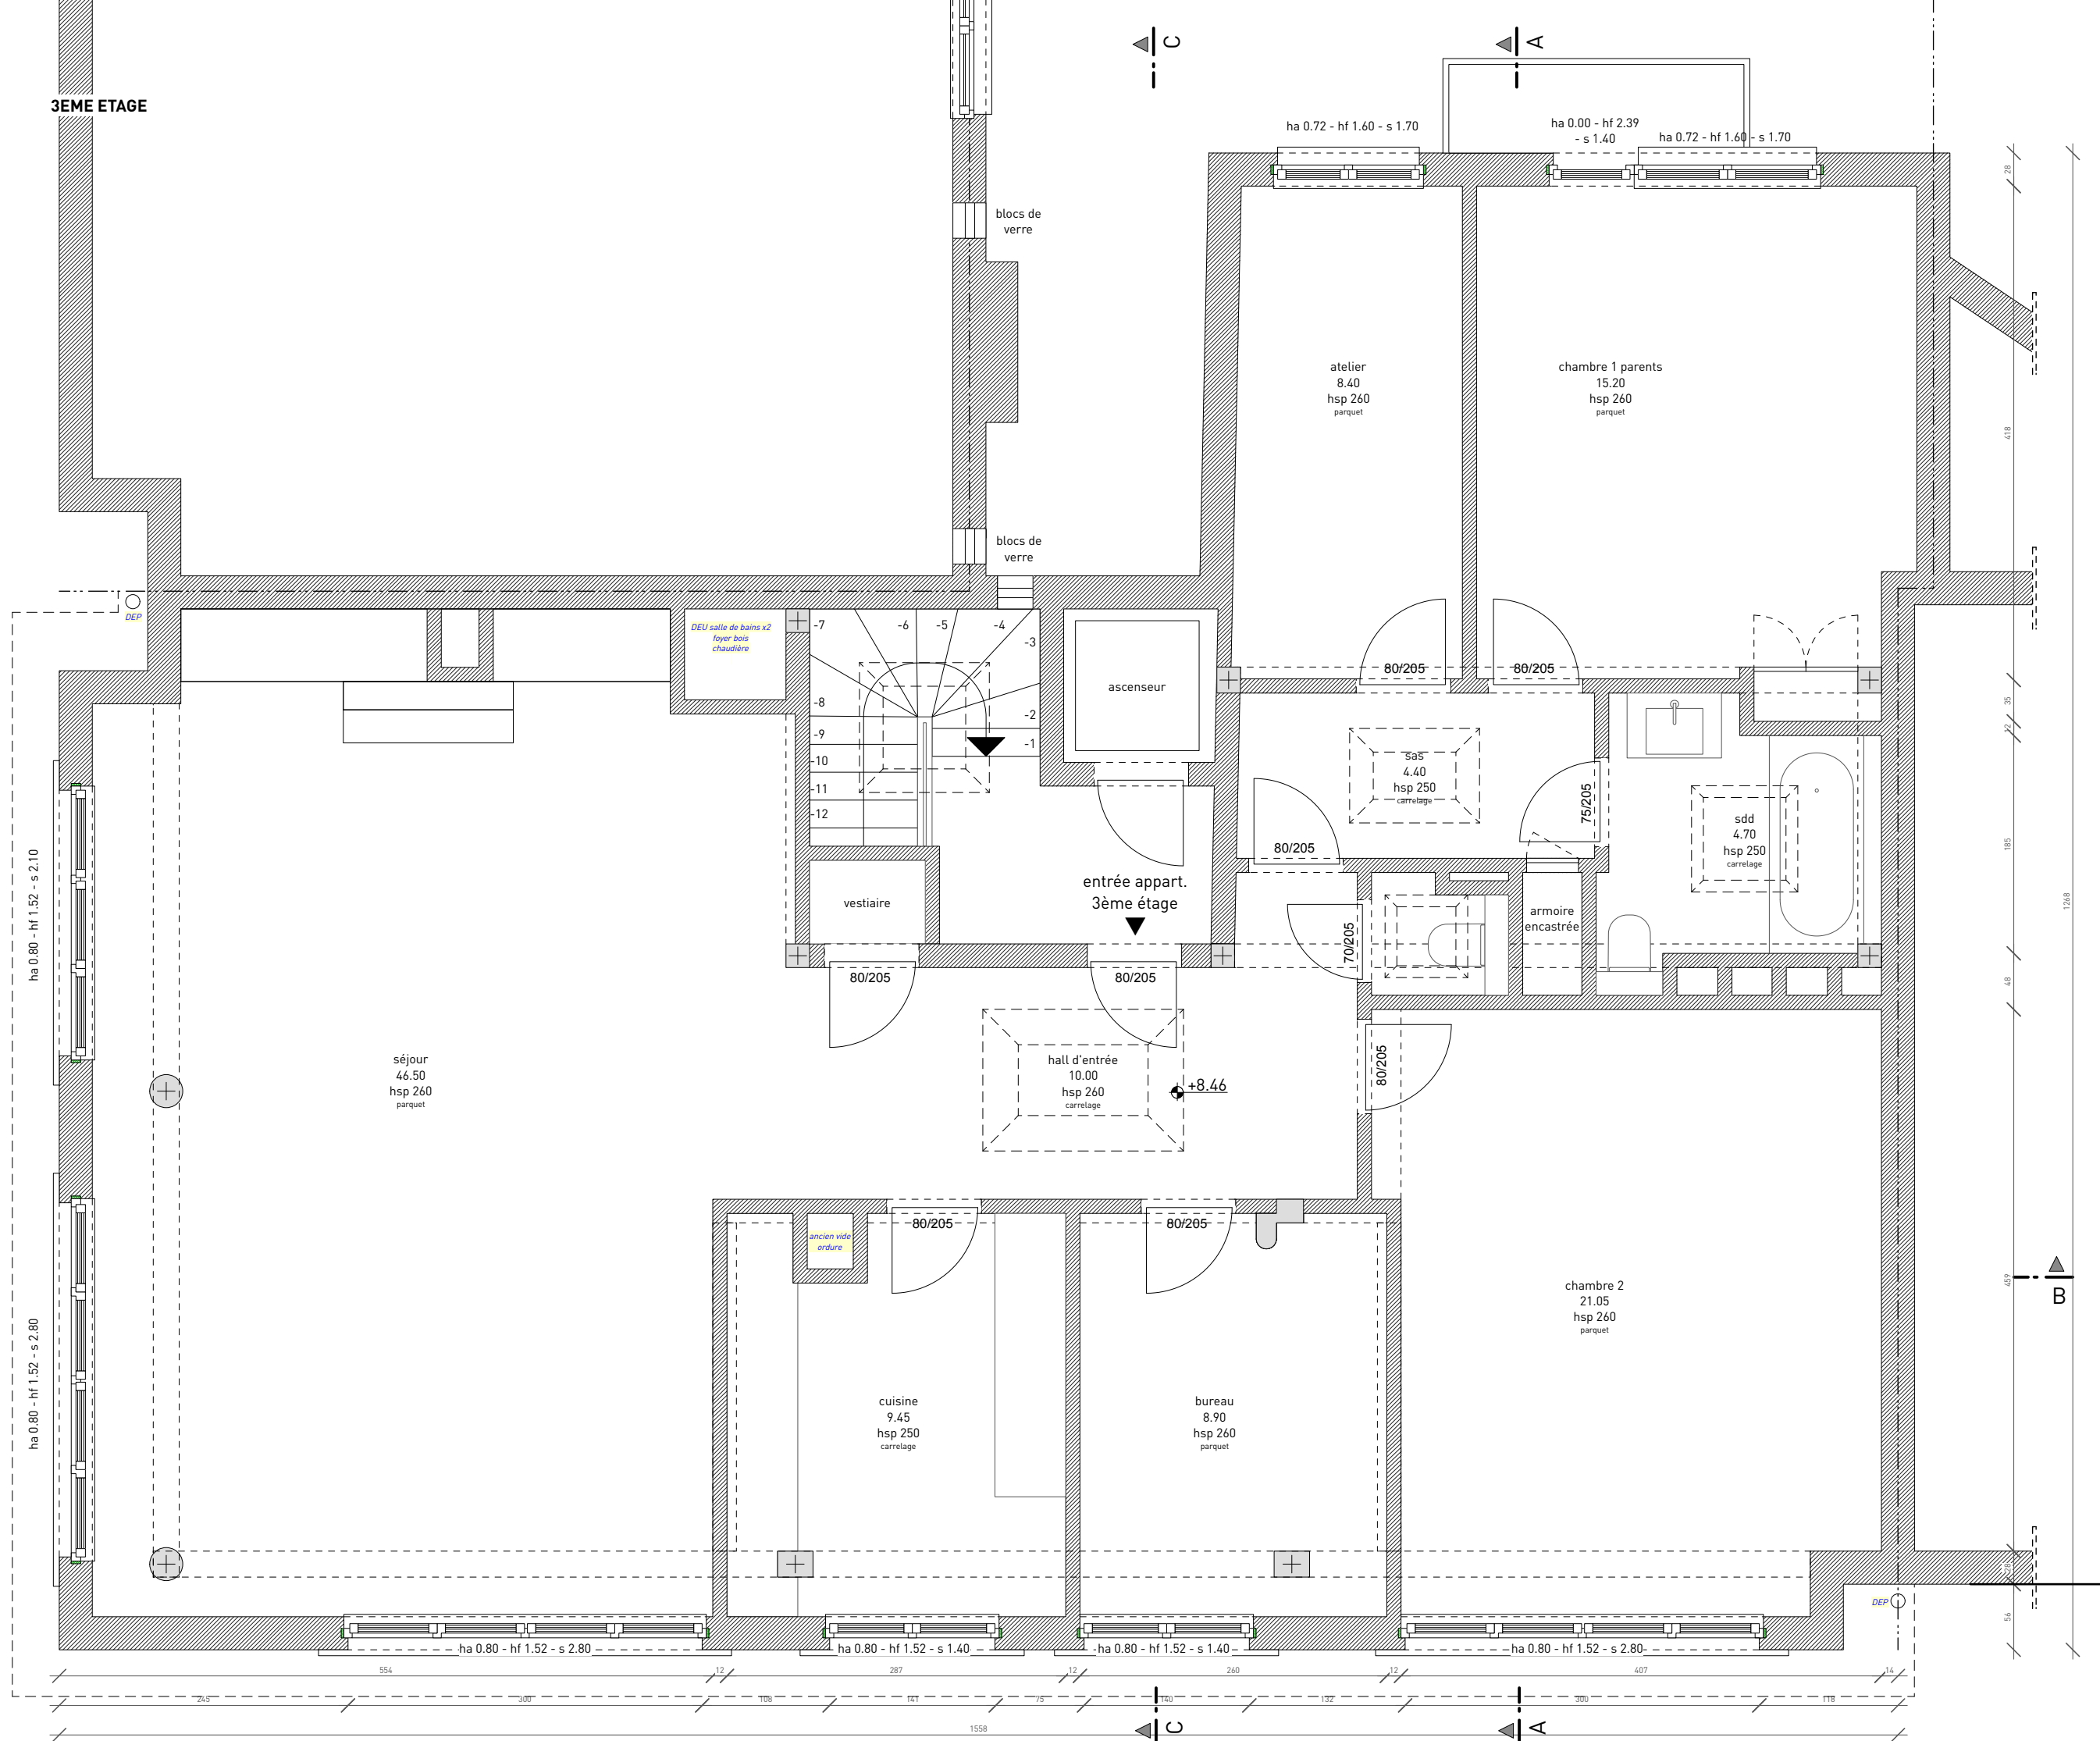 C
A
3EME ETAGE
ha 0.72 - hf 1.60 - s 1.70
ha 0.00 - hf 2.39
- s 1.40
ha 0.72 - hf 1.60 - s 1.70
28
blocs de
verre
atelier
8.40
hsp 260
parquet
chambre 1 parents
15.20
hsp 260
parquet
418
blocs de
verre
DEP
DEU salle de bains x2
foyer bois
chaudière
-7
-6
-5
-4
-3
-8
-2
-9
-1
-10
-11
-12
ascenseur
80/205
80/205
35
12
sas
4.40
hsp 250
carrelage
75/205
sdd
4.70
hsp 250
carrelage
80/205
185
1268
ha 0.80 - hf 1.52 - s 2.10
vestiaire
entrée appart.
3ème étage
armoire
encastrée
70/205
80/205
80/205
48
séjour
46.50
hsp 260
parquet
hall d'entrée
10.00
hsp 260
carrelage
+8.46
80/205
ancien vide
ordure
80/205
80/205
459
B
chambre 2
21.05
hsp 260
parquet
ha 0.80 - hf 1.52 - s 2.80
cuisine
9.45
hsp 250
carrelage
bureau
8.90
hsp 260
parquet
28
DEP
56
ha 0.80 - hf 1.52 - s 2.80
ha 0.80 - hf 1.52 - s 1.40
ha 0.80 - hf 1.52 - s 1.40
ha 0.80 - hf 1.52 - s 2.80
554
12
287
12
260
12
407
14
245
300
108
141
75
140
132
300
118
1558
C
A